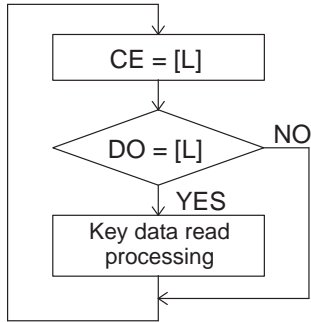 CE = [L]
DO = [L]
NO
YES
Key data read
processing